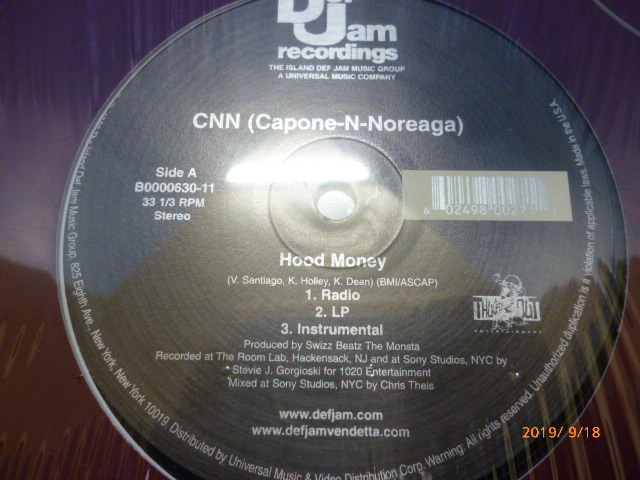 Def Jam
recordings
THE ISLAND DEF JAM MUSIC GROUP
A UNIVERSAL MUSIC COMPANY
CNN (Capone-N-Noreaga)
Side A
B0000630-11
33 1/3 RPM
Stereo
6 02498 0027
Hood Money
(V. Santiago, K. Holley, K. Dean) (BMI/ASCAP)
1. Radio
2. LP
3. Instrumental
Produced by Swizz Beatz The Monsta
Recorded at The Room Lab, Hackensack, NJ and at Sony Studios, NYC by
Stevie J. Gorgioski for 1020 Entertainment
Mixed at Sony Studios, NYC by Chris Theis
www.defjam.com
www.defjamvendetta.com
ENTERTAINMENT
Def Jam Music Group, 825 Eighth Ave., New York, New York 10019. Distributed by Universal Music & Video Distribution Corp. Warning: All rights reserved. Unauthorized duplication is a violation of applicable laws. Made in the U.S.A.
2019/ 9/18